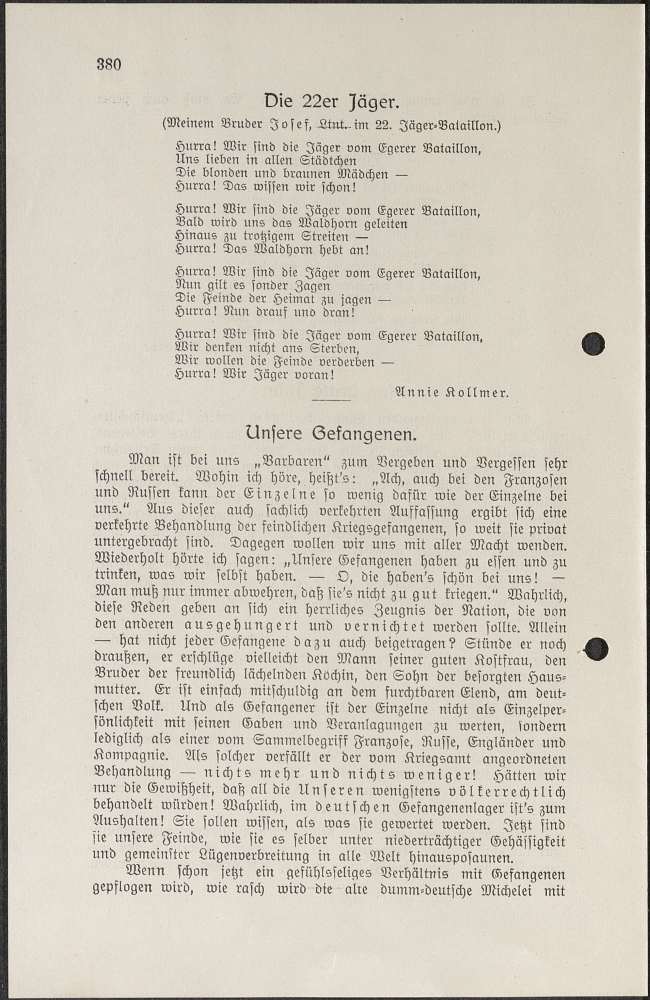 380
Die 22er Jäger.
(Meinem Bruder Josef, Ltnt. im 22. Jäger-Bataillon.)
Hurra! Wir sind die Jäger vom Egerer Bataillon,
Uns lieben in allen Städtchen
Die blonden und braunen Mädchen —
Hurra! Das wissen wir schon!
Hurra! Wir sind die Jäger vom Egerer Bataillon,
Bald wird uns das Waldhorn geleiten
Hinaus zu trotzigem Streiten —
Hurra! Das Waldhorn hebt an!
Hurra! Wir sind die Jäger vom Egerer Bataillon,
Nun gilt es sonder Zagen
Die Feinde der Heimat zu jagen —
Hurra! Nun drauf und dran!
Hurra! Wir sind die Jäger vom Egerer Bataillon,
Wir denken nicht ans Sterben,
Wir wollen die Feinde verderben —
Hurra! Wir Jäger voran!
Annie Kollmer.
Unsere Gefangenen.
Man ist bei uns „Barbaren“ zum Vergeben und Vergessen sehr
schnell bereit. Wohin ich höre, heißt's: „Ach, auch bei den Franzosen
und Russen kann der Einzelne so wenig dafür wie der Einzelne bei
uns.“ Aus dieser auch sachlich verkehrten Auffassung ergibt sich eine
verkehrte Behandlung der feindlichen Kriegsgefangenen, so weit sie privat
untergebracht sind. Dagegen wollen wir uns mit aller Macht wenden.
Wiederholt hörte ich sagen: „Unsere Gefangenen haben zu essen und zu
trinken, was wir selbst haben. — O, die haben's schön bei uns! —
Man muß nur immer abwehren, daß sie's nicht zu gut kriegen.“ Wahrlich,
diese Reden geben an sich ein herrliches Zeugnis der Nation, die von
den anderen ausgehungert und vernichtet werden sollte. Allein
— hat nicht jeder Gefangene dazu auch beigetragen? Stünde er noch
draußen, er erschlüge vielleicht den Mann seiner guten Kostfrau, den
Bruder der freundlich lächelnden Köchin, den Sohn der besorgten Haus-
mutter. Er ist einfach mitschuldig an dem furchtbaren Elend, am deut-
schen Volk. Und als Gefangener ist der Einzelne nicht als Einzelper-
sönlichkeit mit seinen Gaben und Veranlagungen zu werten, sondern
lediglich als einer vom Sammelbegriff Franzose, Russe, Engländer und
Kompagnie. Als solcher verfällt er der vom Kriegsamt angeordneten
Behandlung — nichts mehr und nichts weniger! Hätten wir
nur die Gewißheit, daß all die Unseren wenigstens völkerrechtlich
behandelt würden! Wahrlich, im deutschen Gefangenenlager ist's zum
Aushalten! Sie sollen wissen, als was sie gewertet werden. Jetzt sind
sie unsere Feinde, wie sie es selber unter niederträchtiger Gehässigkeit
und gemeinster Lügenverbreitung in alle Welt hinausposaunen.
Wenn schon jetzt ein gefühlsseliges Verhältnis mit Gefangenen
gepflogen wird, wie rasch wird die alte dumm-deutsche Michelei mit